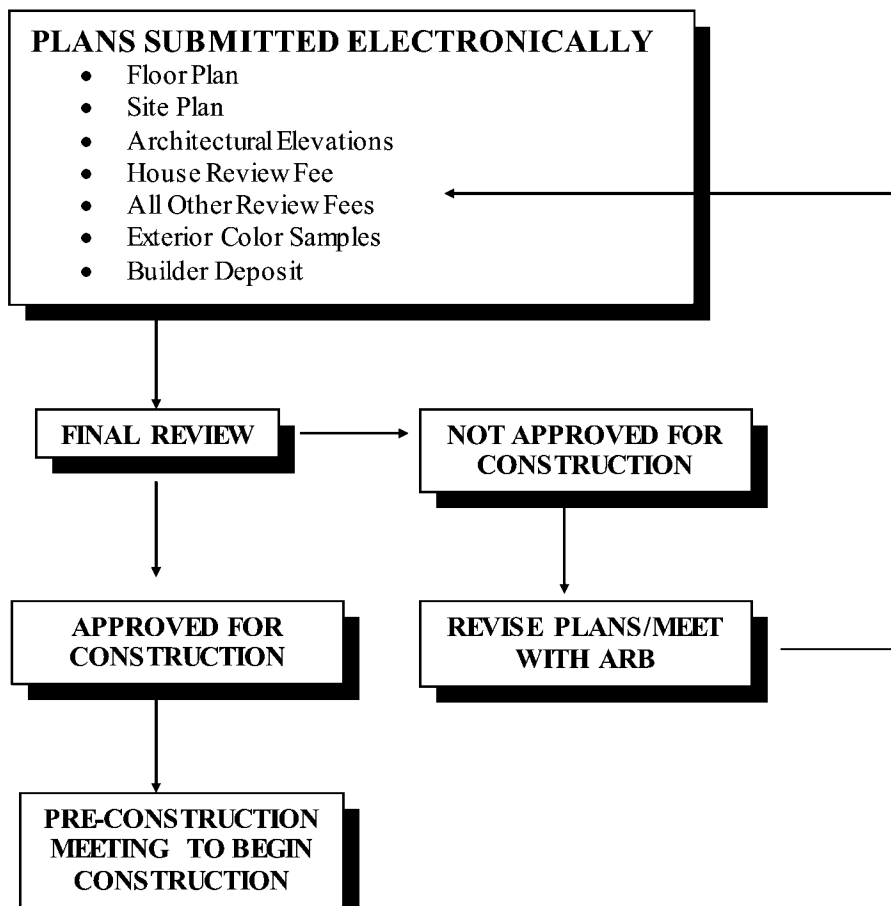 PLANS SUBMITTED ELECTRONICALLY
• Floor Plan
• Site Plan
• Architectural Elevations
• House Review Fee
• All Other Review Fees
• Exterior Color Samples
• Builder Deposit
FINAL REVIEW
NOT APPROVED FOR
CONSTRUCTION
APPROVED FOR
CONSTRUCTION
REVISE PLANS/MEET
WITH ARB
PRE-CONSTRUCTION
MEETING TO BEGIN
CONSTRUCTION